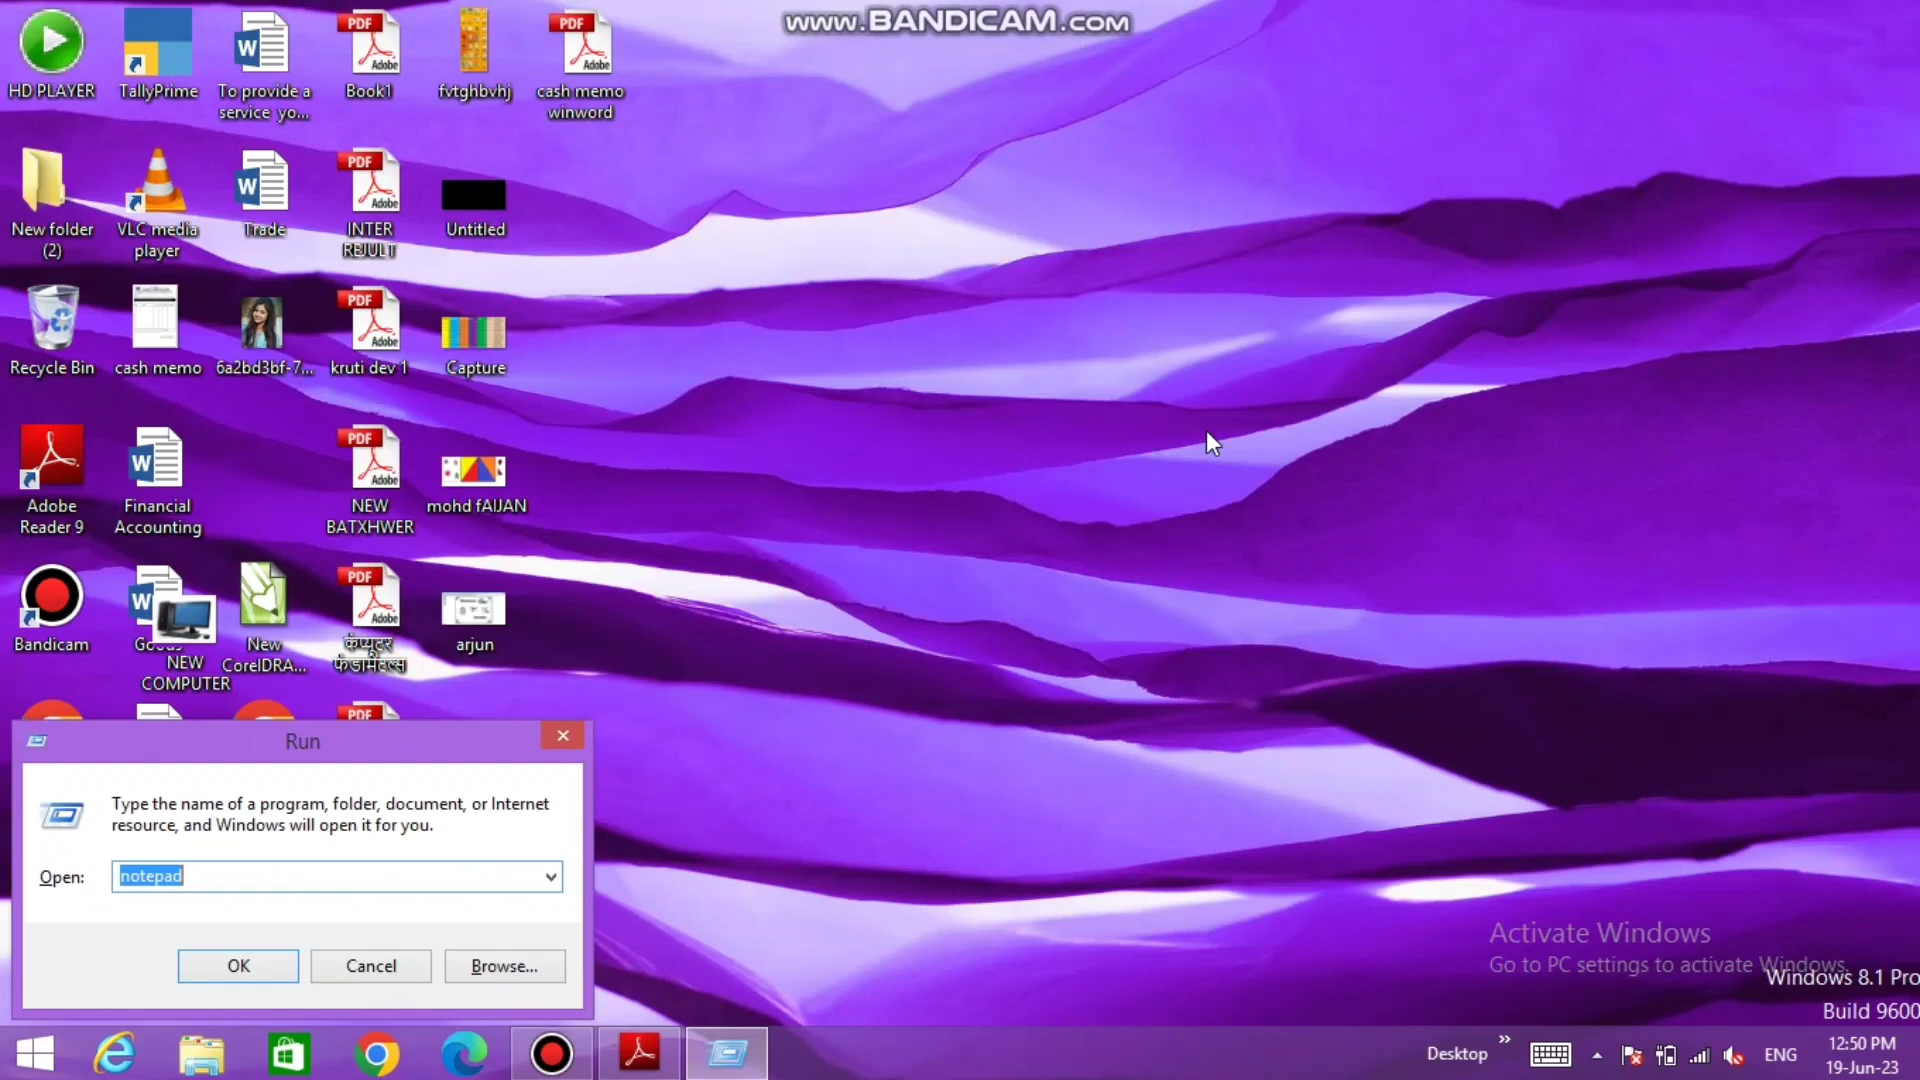 www.BANDICAM.com
HD PLAYER
TallyPrime
To provide a
service yo...
Book1
fvtghbvhj
cash memo
winword
New folder
(2)
VLC media
player
Trade
INTER
REJULT
Untitled
Recycle Bin
cash memo
6a2bd3bf-7...
kruti dev 1
Capture
Adobe
Reader 9
Financial
Accounting
NEW
BATXHWER
mohd fAIJAN
Bandicam
NEW
COMPUTER
New
CorelDRA...
कंप्यूटर
फंडामेंटल्स
arjun
Run
Type the name of a program, folder, document, or Internet
resource, and Windows will open it for you.
Open:
notepad
OK
Cancel
Browse...
Activate Windows
Go to PC settings to activate Windows.
Windows 8.1 Pro
Build 9600
Desktop
ENG
12:50 PM
19-Jun-23